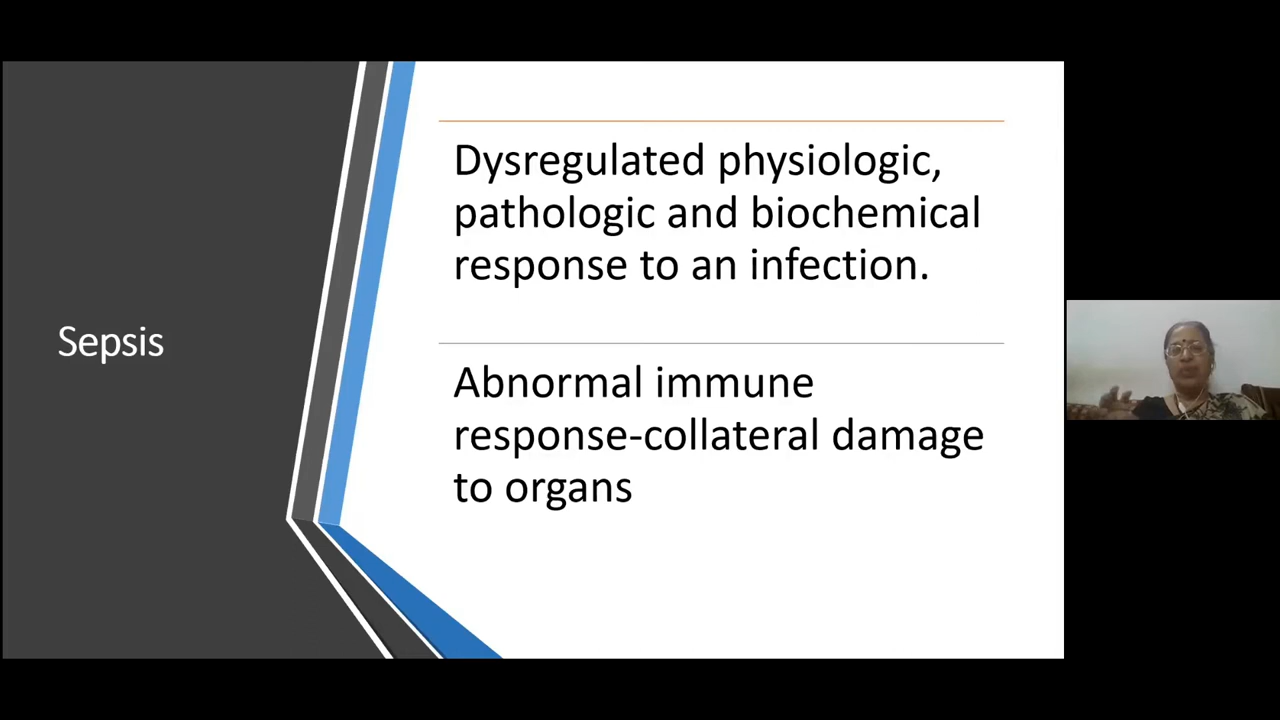 Sepsis
Dysregulated physiologic,
pathologic and biochemical
response to an infection.
Abnormal immune
response-collateral damage
to organs